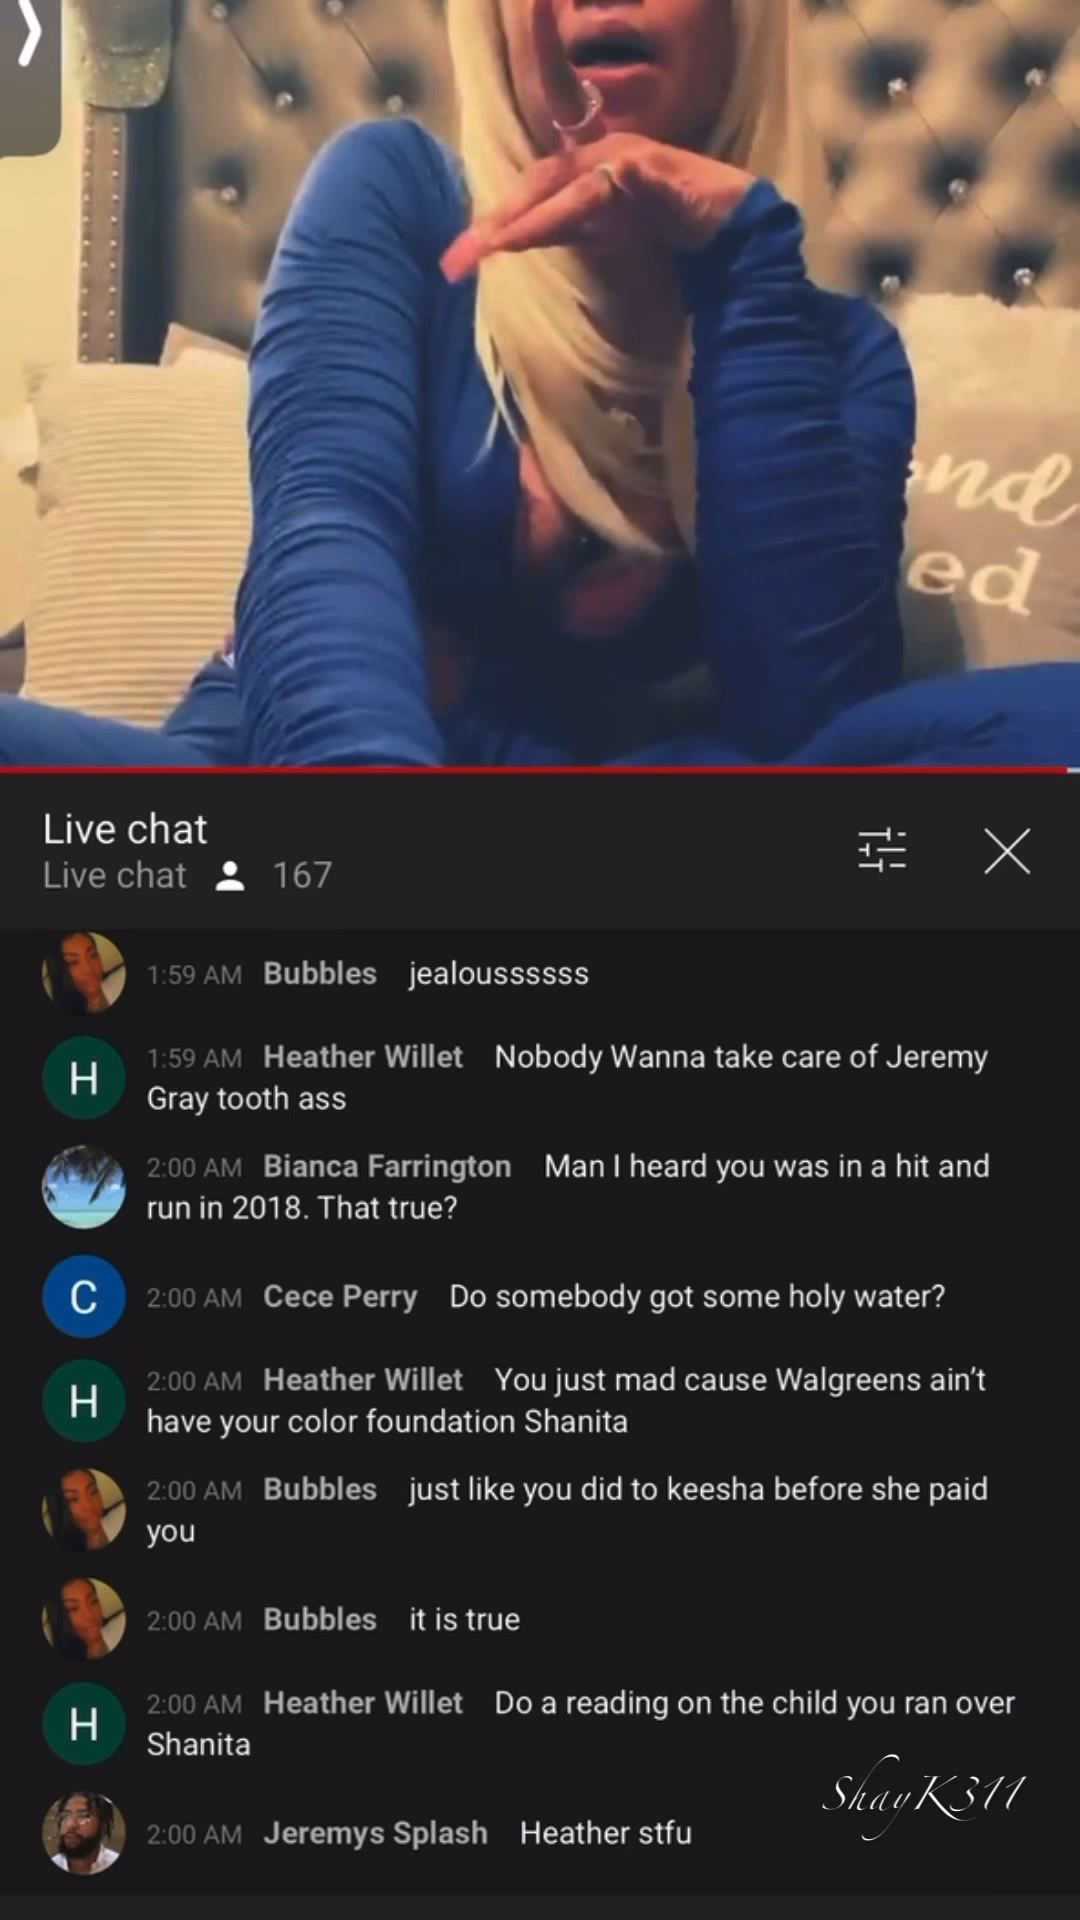 nd
ed
Live chat
Live chat 167
1:59 AM Bubbles jealoussssss
H
1:59 AM Heather Willet Nobody Wanna take care of Jeremy
Gray tooth ass
2:00 AM Bianca Farrington Man I heard you was in a hit and
run in 2018. That true?
C
2:00 AM Cece Perry Do somebody got some holy water?
H
2:00 AM Heather Willet You just mad cause Walgreens ain’t
have your color foundation Shanita
2:00 AM Bubbles just like you did to keesha before she paid
you
2:00 AM Bubbles it is true
H
2:00 AM Heather Willet Do a reading on the child you ran over
Shanita
ShayK311
2:00 AM Jeremys Splash Heather stfu